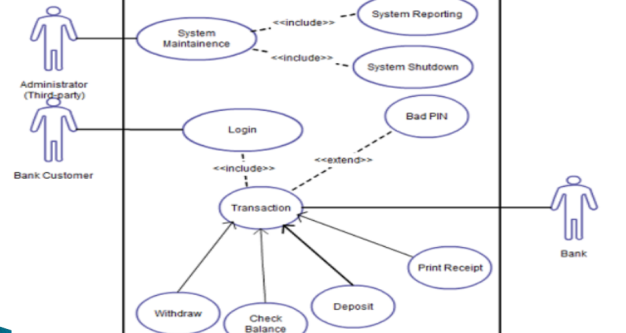 System Reporting
<<include>>
System
Maintainence
<<include>>
System Shutdown
Administrator
(Third-party)
Bad PIN
Login
<<extend>>
<<include>>
Bank Customer
Transaction
Bank
Print Receipt
Withdraw
Deposit
Check
Balance